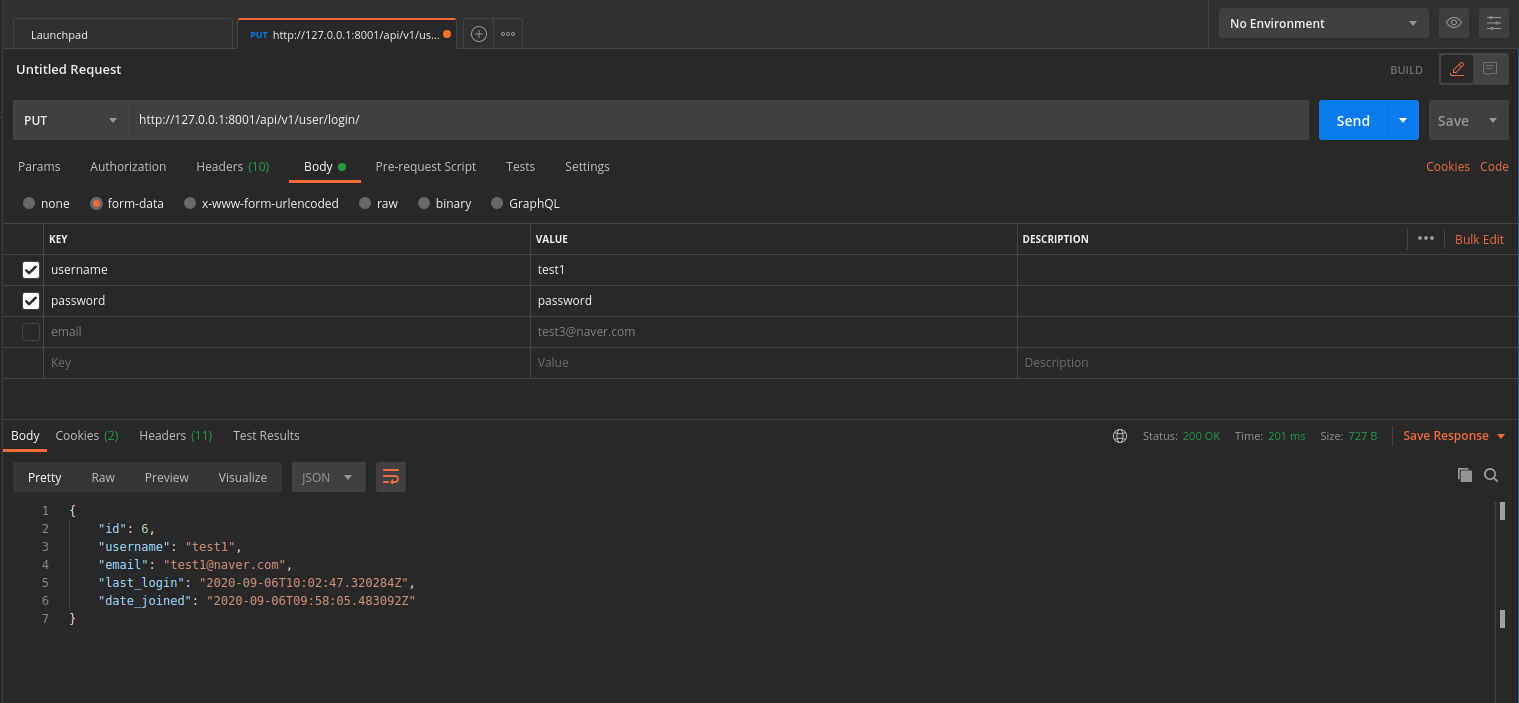 Launchpad PUT http://127.0.0.1:8001/api/v1/us... No Environment
Untitled Request BUILD
PUT http://127.0.0.1:8001/api/v1/user/login/ Send Save
Params Authorization Headers (10) Body Pre-request Script Tests Settings Cookies Code
none form-data x-www-form-urlencoded raw binary GraphQL
KEY VALUE DESCRIPTION ••• Bulk Edit
username test1
password password
email test3@naver.com
Key Value Description
Body Cookies (2) Headers (11) Test Results Status: 200 OK Time: 201 ms Size: 727 B Save Response
Pretty Raw Preview Visualize JSON
1 {
2 "id": 6,
3 "username": "test1",
4 "email": "test1@naver.com",
5 "last_login": "2020-09-06T10:02:47.320284Z",
6 "date_joined": "2020-09-06T09:58:05.483092Z"
7 }